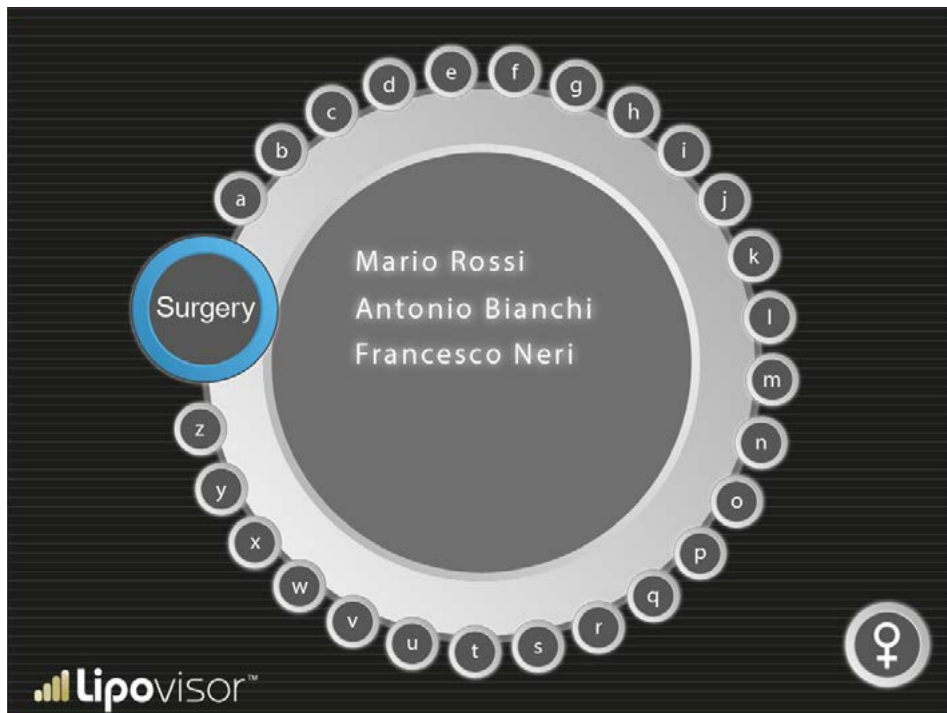 e
f
d
g
c
h
b
i
a
j
k
Surgery
Mario Rossi
Antonio Bianchi
Francesco Neri
l
m
z
n
y
o
x
p
w
q
v
r
u
s
t
Lipovisor™